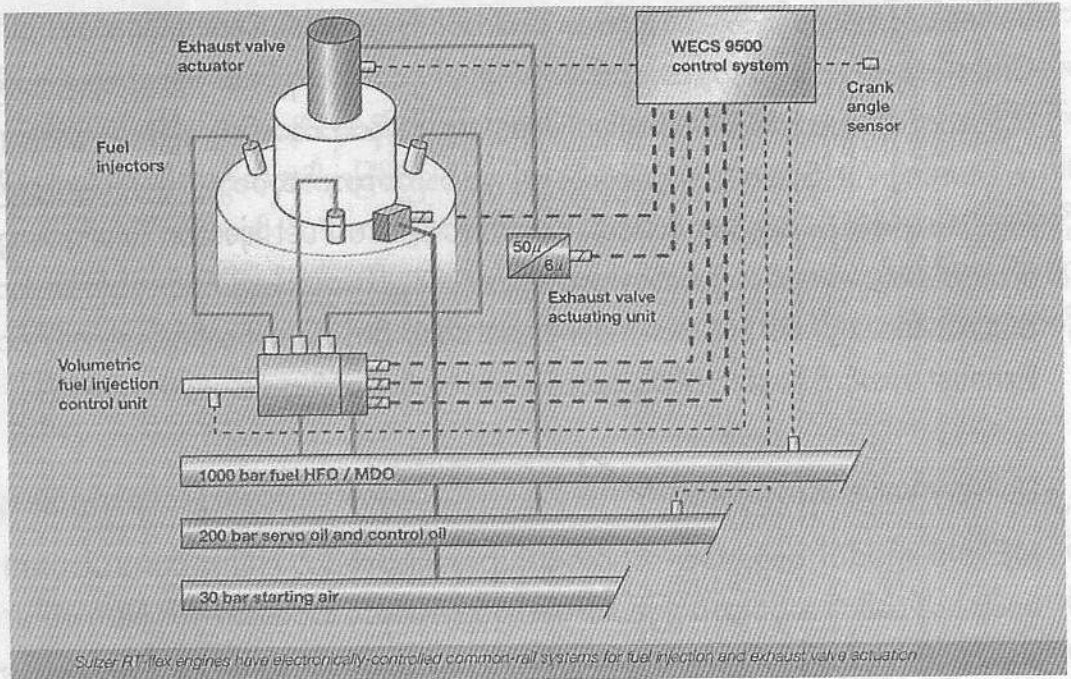 Exhaust valve
actuator
WECS 9500
control system
Crank
angle
sensor
Fuel
injectors
50μ
6μ
Exhaust valve
actuating unit
Volumetric
fuel injection
control unit
1000 bar fuel HFO / MDO
200 bar servo oil and control oil
30 bar starting air
Sulzer RT-flex engines have electronically-controlled common-rail systems for fuel injection and exhaust valve actuation